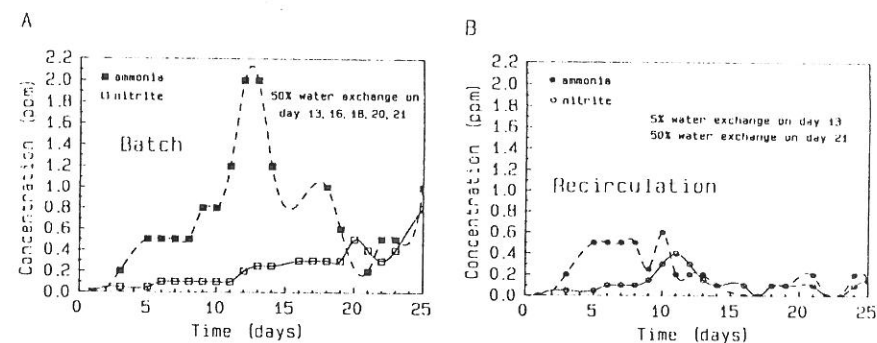 A
Concentration (ppm)
2.2
2.0
1.8
1.6
1.4
1.2
1.0
0.8
0.6
0.4
0.2
0.0
ammonia
nitrite
50% water exchange on
day 13, 16, 18, 20, 21
Batch
0 5 10 15 20 25
Time (days)
B
Concentration (ppm)
2.2
2.0
1.8
1.6
1.4
1.2
1.0
0.8
0.6
0.4
0.2
0.0
ammonia
nitrite
5% water exchange on day 13
50% water exchange on day 21
Recirculation
0 5 10 15 20 25
Time (days)